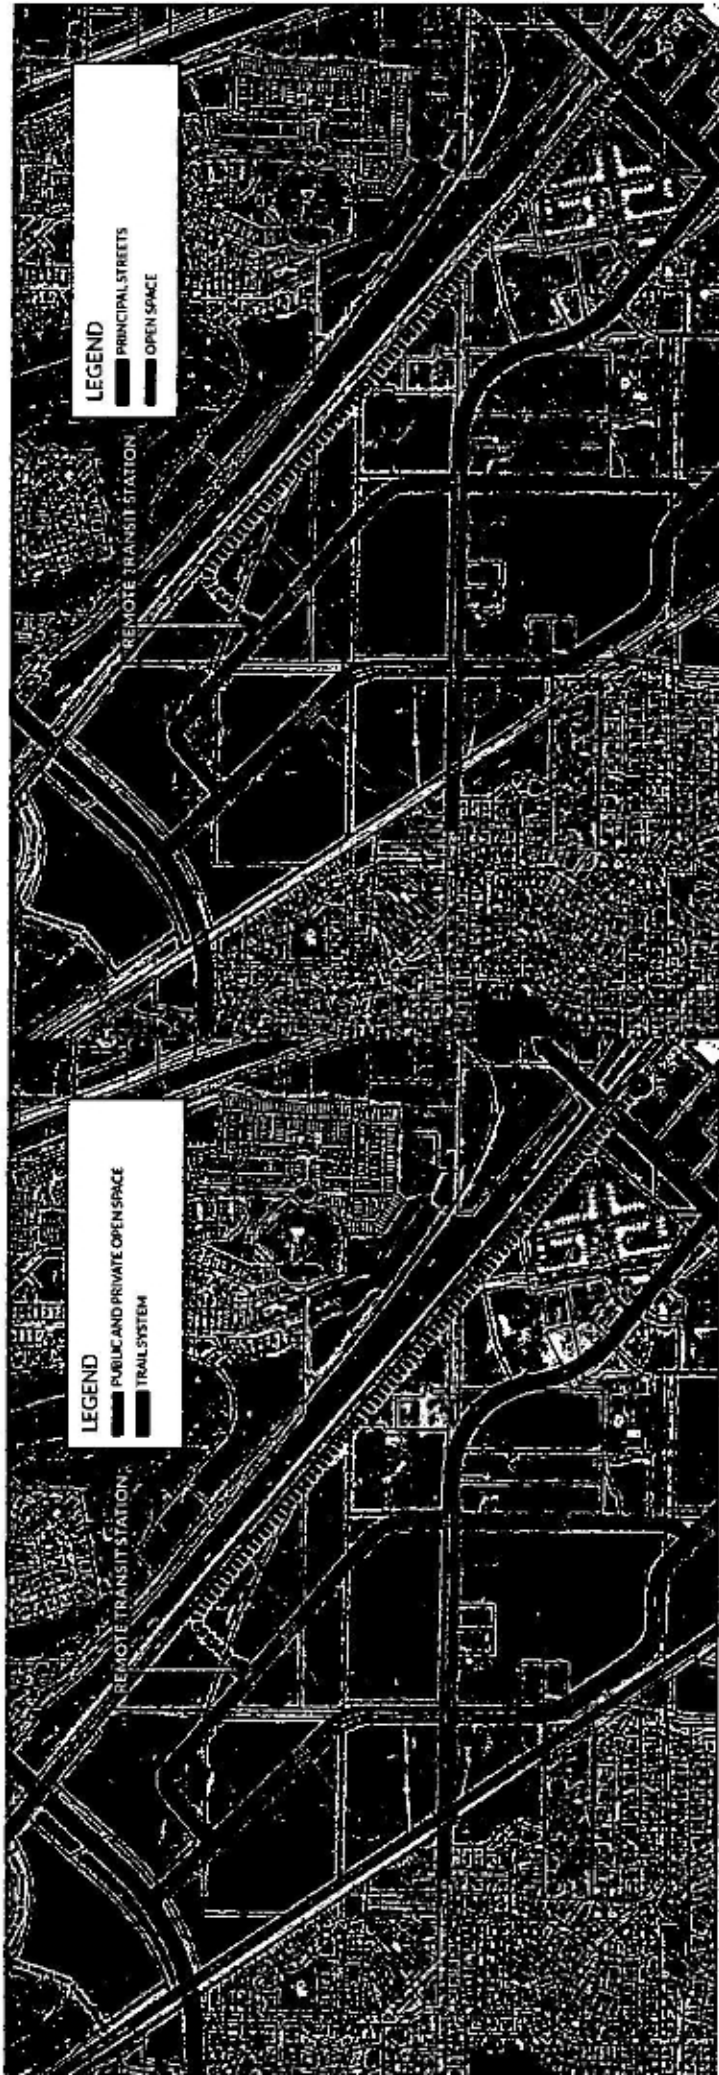 LEGEND
PRINCIPAL STREETS
OPEN SPACE
REMOTE TRANSIT STATION
LEGEND
PUBLIC AND PRIVATE OPEN SPACE
TRAIL SYSTEM
REMOTE TRANSIT STATION